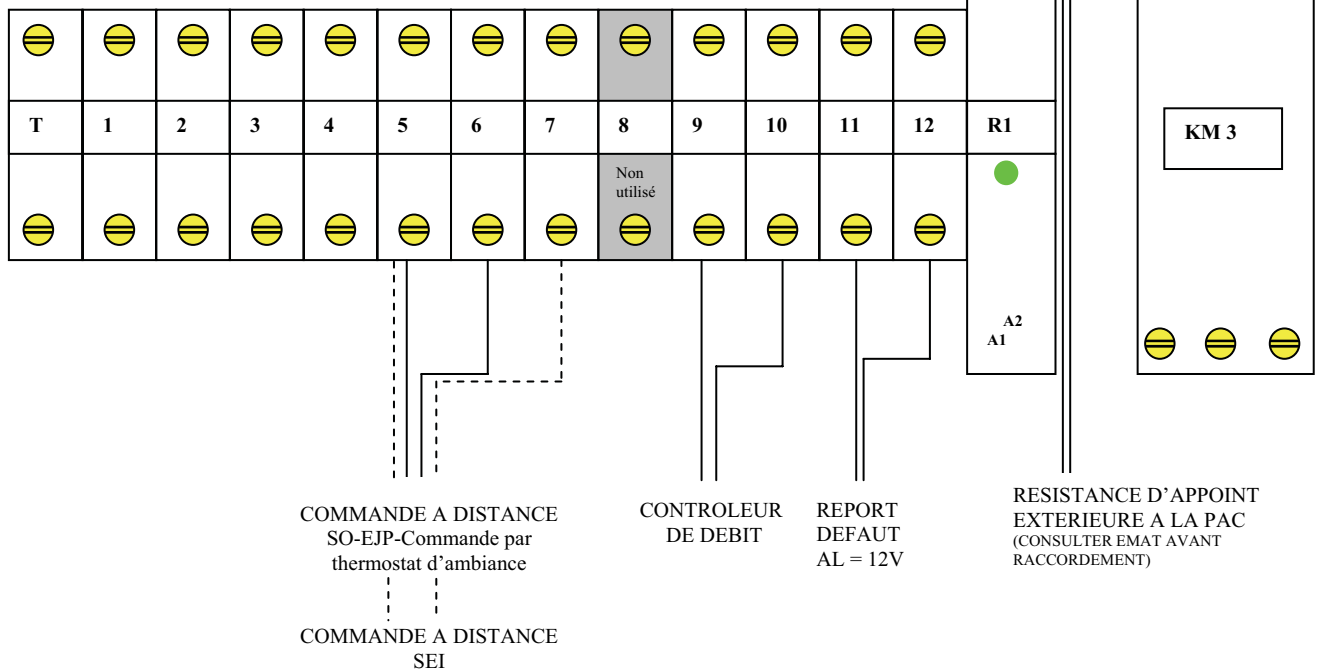 T 1 2 3 4 5 6 7 8 9 10 11 12 R1
KM 3
Non
utilisé
A2
A1
COMMANDE A DISTANCE
SO-EJP-Commande par
thermostat d’ambiance
COMMANDE A DISTANCE
SEI
CONTROLEUR
DE DEBIT
REPORT
DEFAUT
AL = 12V
RESISTANCE D’APPOINT
EXTERIEURE A LA PAC
(CONSULTER EMAT AVANT
RACCORDEMENT)